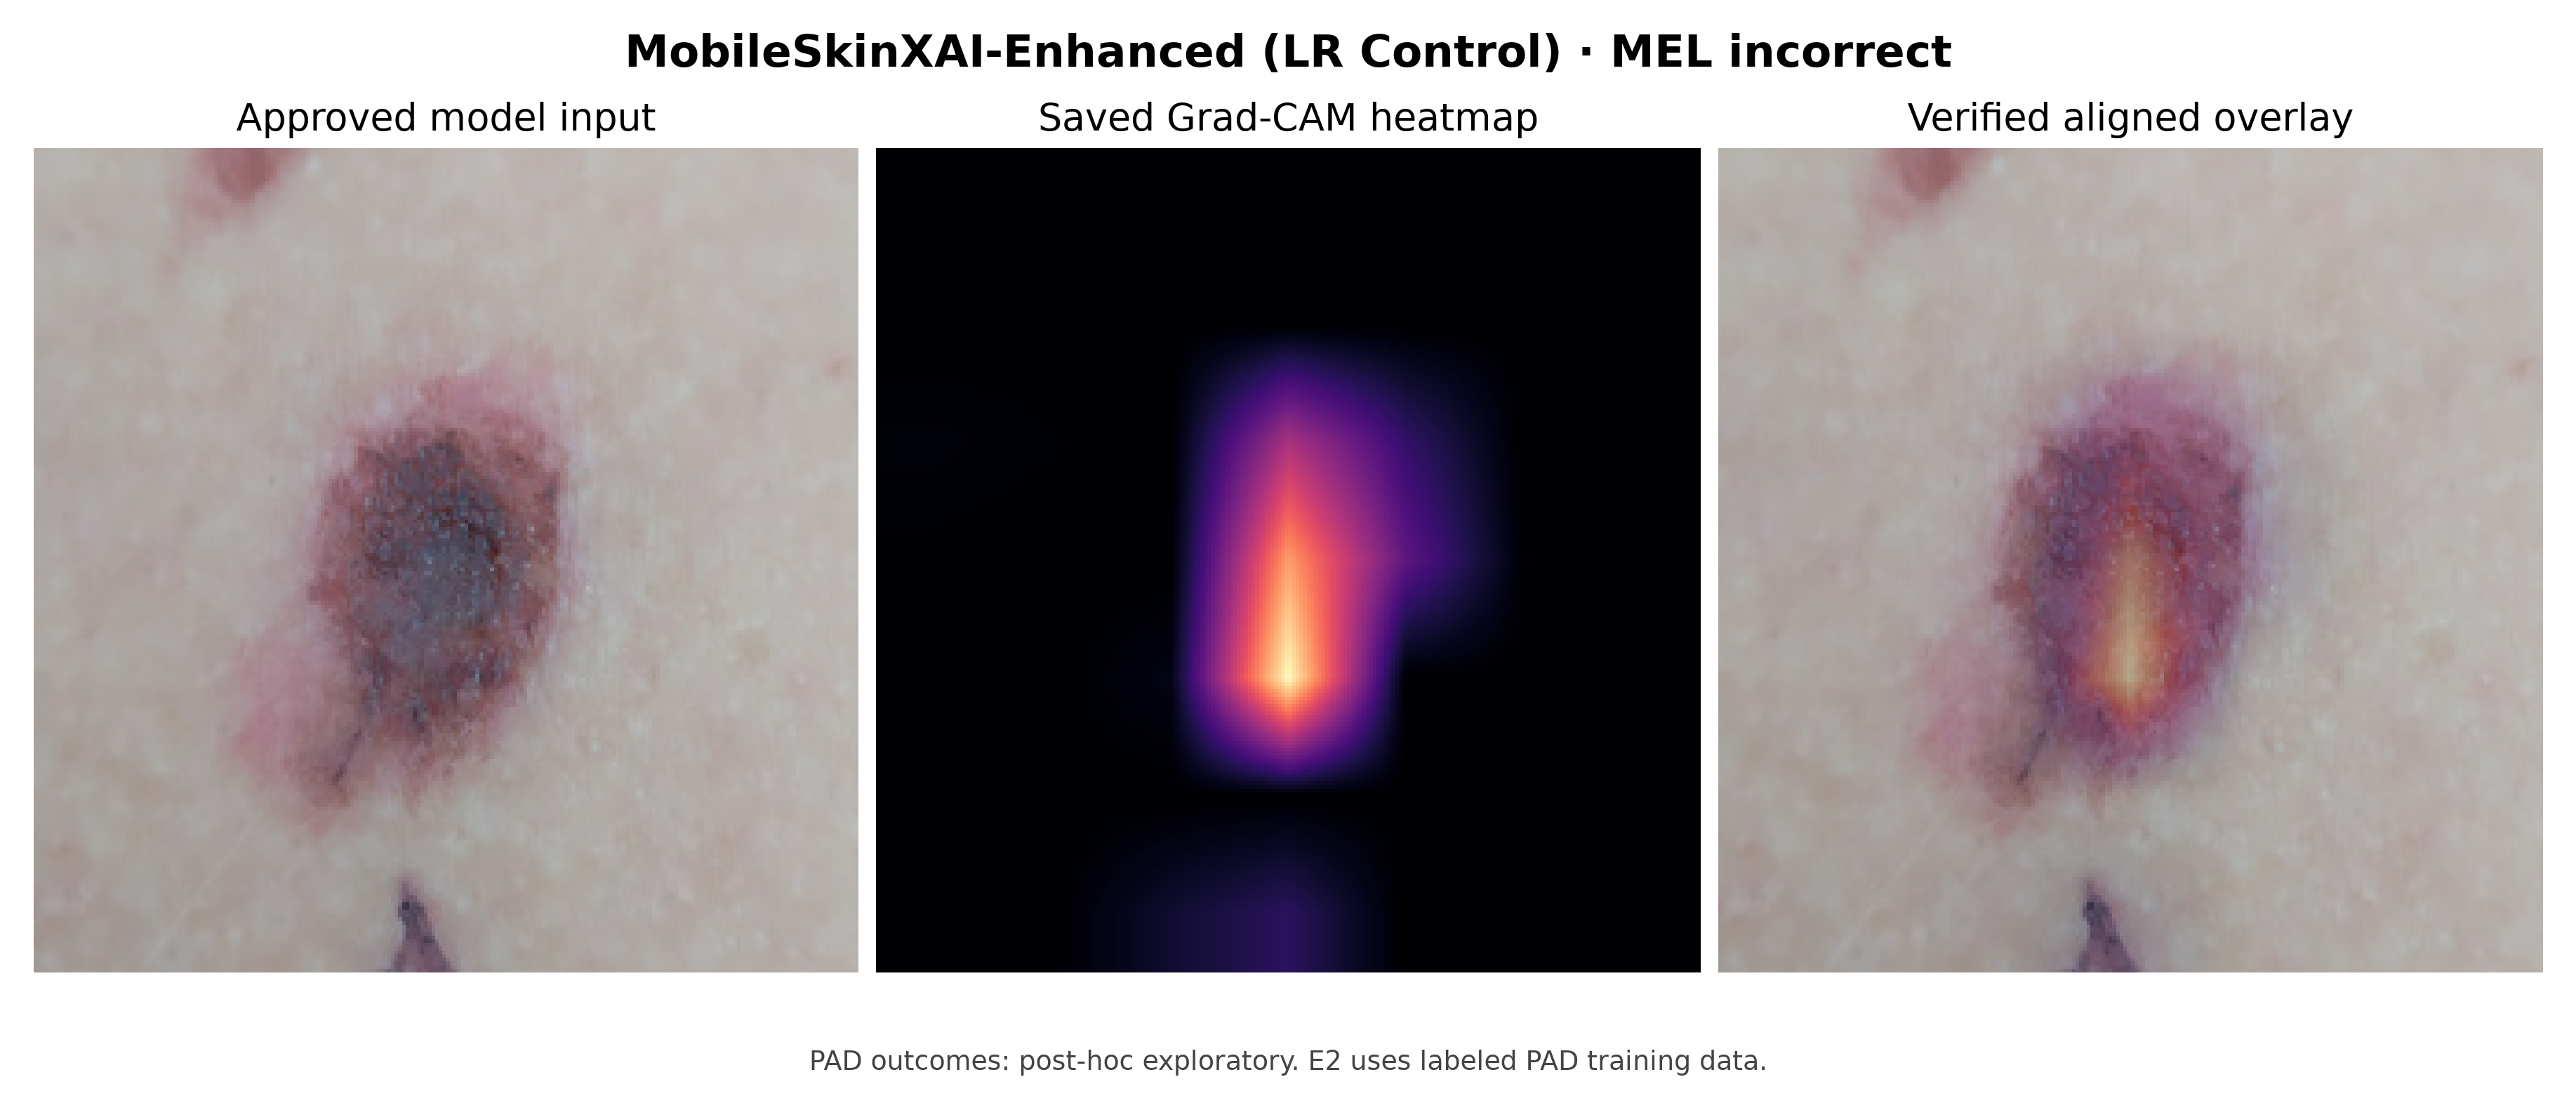 MobileSkinXAI-Enhanced (LR Control) · MEL incorrect
Approved model input
Saved Grad-CAM heatmap
Verified aligned overlay
PAD outcomes: post-hoc exploratory. E2 uses labeled PAD training data.